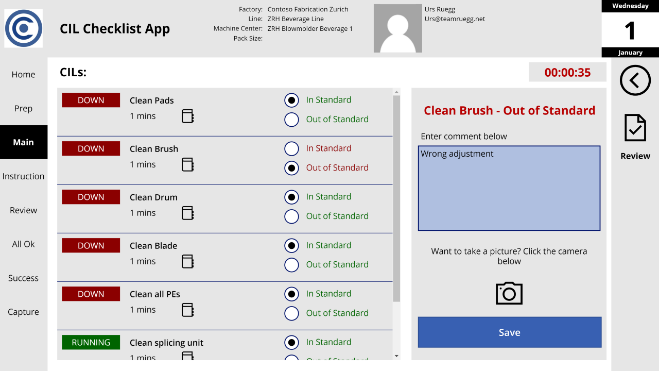 CIL Checklist App
Factory: Contoso Fabrication Zurich
Line: ZRH Beverage Line
Machine Center: ZRH Blowmolder Beverage 1
Pack Size:
Urs Ruegg
Urs@teamruegg.net
Wednesday
1
January
Home
Prep
Main
Instruction
Review
All Ok
Success
Capture
CILs:
00:00:35
DOWN Clean Pads In Standard
1 mins Out of Standard
DOWN Clean Brush In Standard
1 mins Out of Standard
DOWN Clean Drum In Standard
1 mins Out of Standard
DOWN Clean Blade In Standard
1 mins Out of Standard
DOWN Clean all PEs In Standard
1 mins Out of Standard
RUNNING Clean splicing unit In Standard
1 mins Out of Standard
Clean Brush - Out of Standard
Enter comment below
Wrong adjustment
Want to take a picture? Click the camera
below
Save
Review